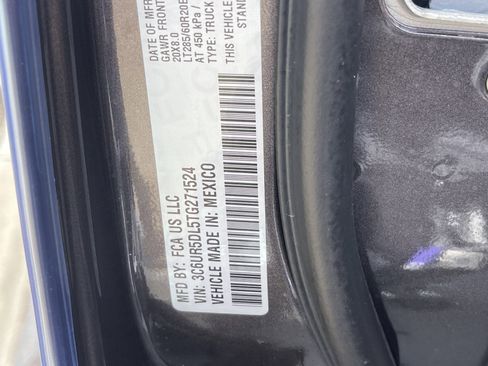 MFD BY: FCA US LLC
VIN: 3C6UR5DL5TG271524
VEHICLE MADE IN: MEXICO
DATE OF MFR
GAWR FRONT
20X8.0
LT285/60R20E
AT 450 kPa /
TYPE: TRUCK
THIS VEHICLE
STAN